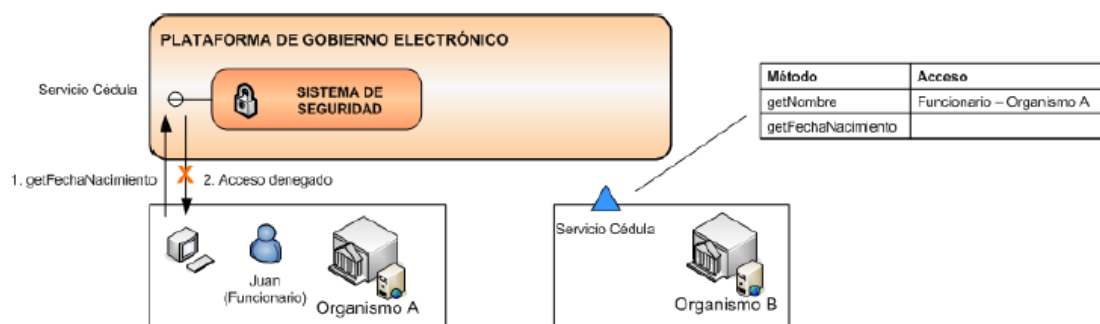 PLATAFORMA DE GOBIERNO ELECTRÓNICO
Servicio Cédula
SISTEMA DE
SEGURIDAD
Método Acceso
getNombre Funcionario – Organismo A
getFechaNacimiento
1. getFechaNacimiento
2. Acceso denegado
Servicio Cédula
Juan
(Funcionario)
Organismo A
Organismo B